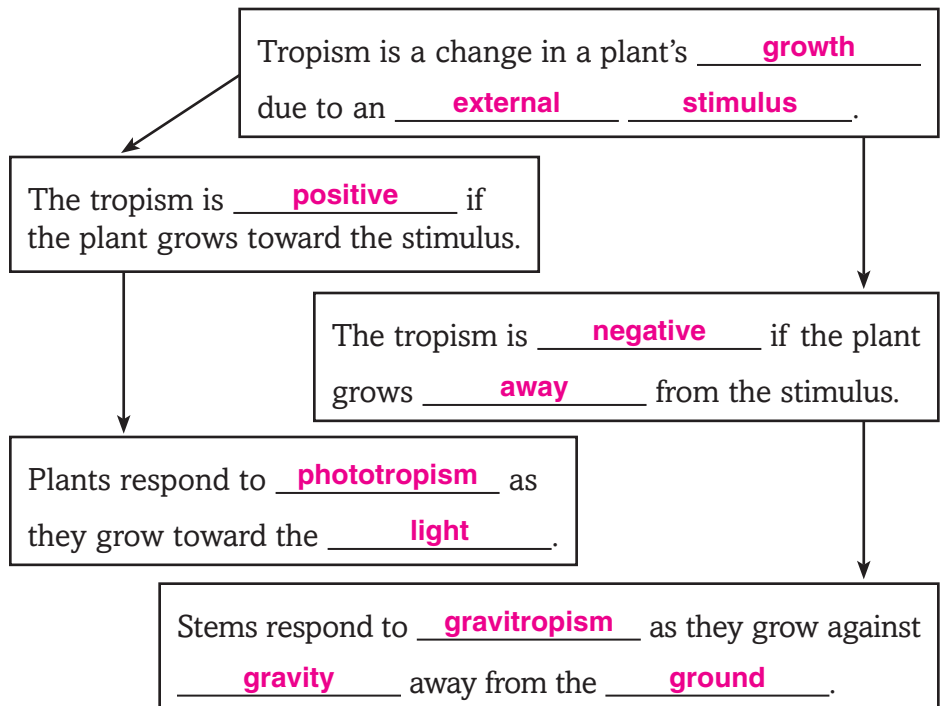 Tropism is a change in a plant's growth
due to an external stimulus.
The tropism is positive if
the plant grows toward the stimulus.
The tropism is negative if the plant
grows away from the stimulus.
Plants respond to phototropism as
they grow toward the light.
Stems respond to gravitropism as they grow against
gravity away from the ground.